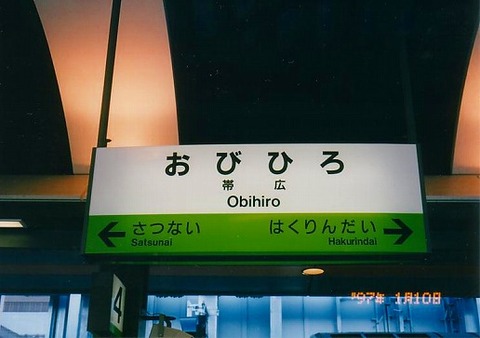 おびひろ
帯広
Obihiro
← さつない はくりんだい →
Satsunai Hakurindai
4
'97年 1月10日